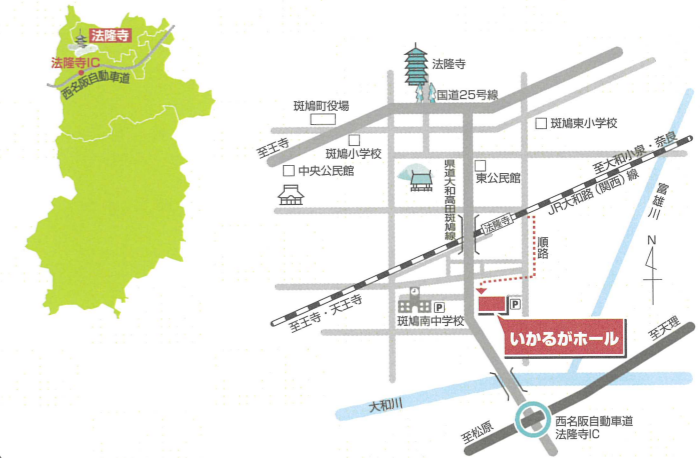 法隆寺
法隆寺IC
西名阪自動車道
法隆寺
国道25号線
斑鳩町役場
斑鳩東小学校
至王寺
斑鳩小学校
中央公民館
東公民館
至大和小泉・奈良
JR大和路(関西)線
富雄川
県道大和高田斑鳩線
法隆寺
順路
N
至王寺・天王寺
P
斑鳩南中学校
P
いかるがホール
至天理
大和川
至松原
西名阪自動車道
法隆寺IC